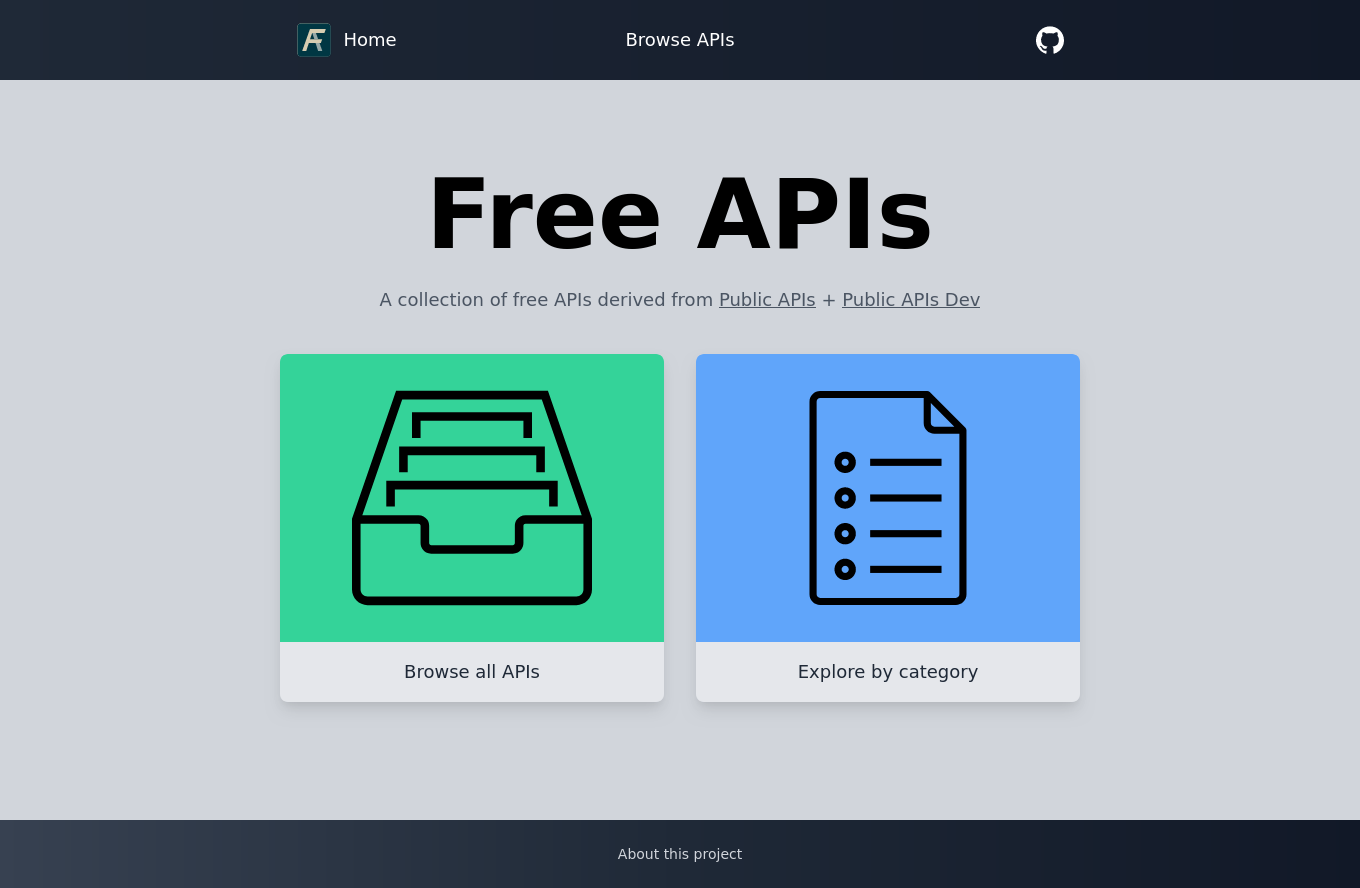 Home
Browse APIs
Free APIs
A collection of free APIs derived from Public APIs + Public APIs Dev
Browse all APIs
Explore by category
About this project